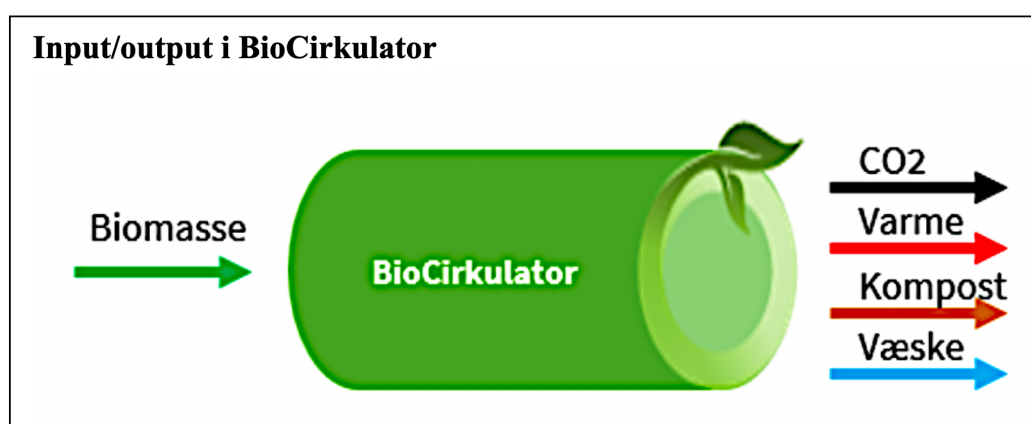 Input/output i BioCirkulator
Biomasse
BioCirkulator
CO2
Varme
Kompost
Væske